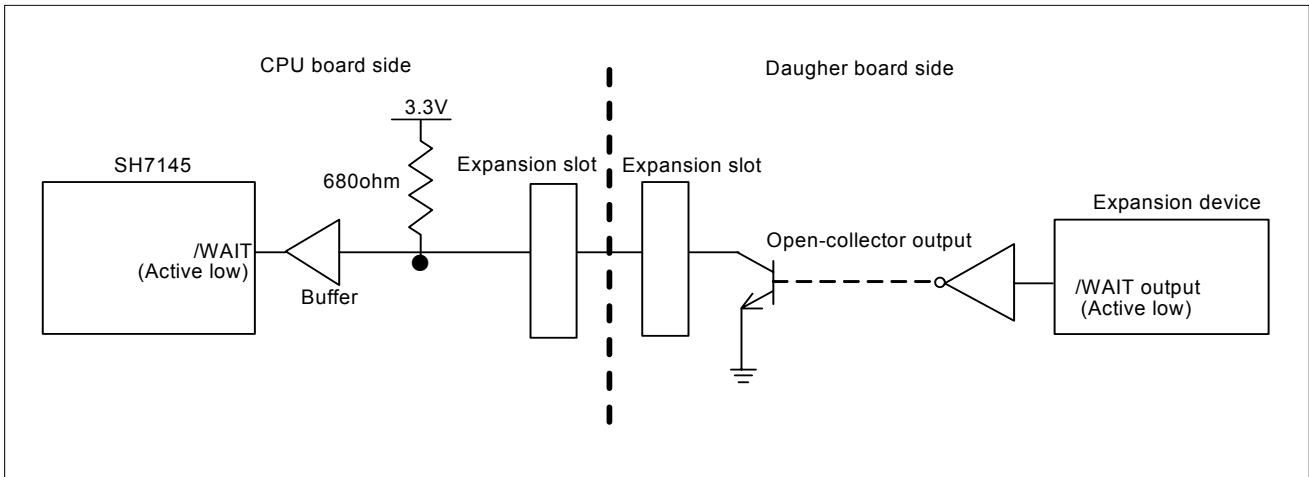 CPU board side
Daugher board side
3.3V
SH7145
680ohm
Expansion slot
Expansion slot
Expansion device
/WAIT
(Active low)
Buffer
Open-collector output
/WAIT output
(Active low)